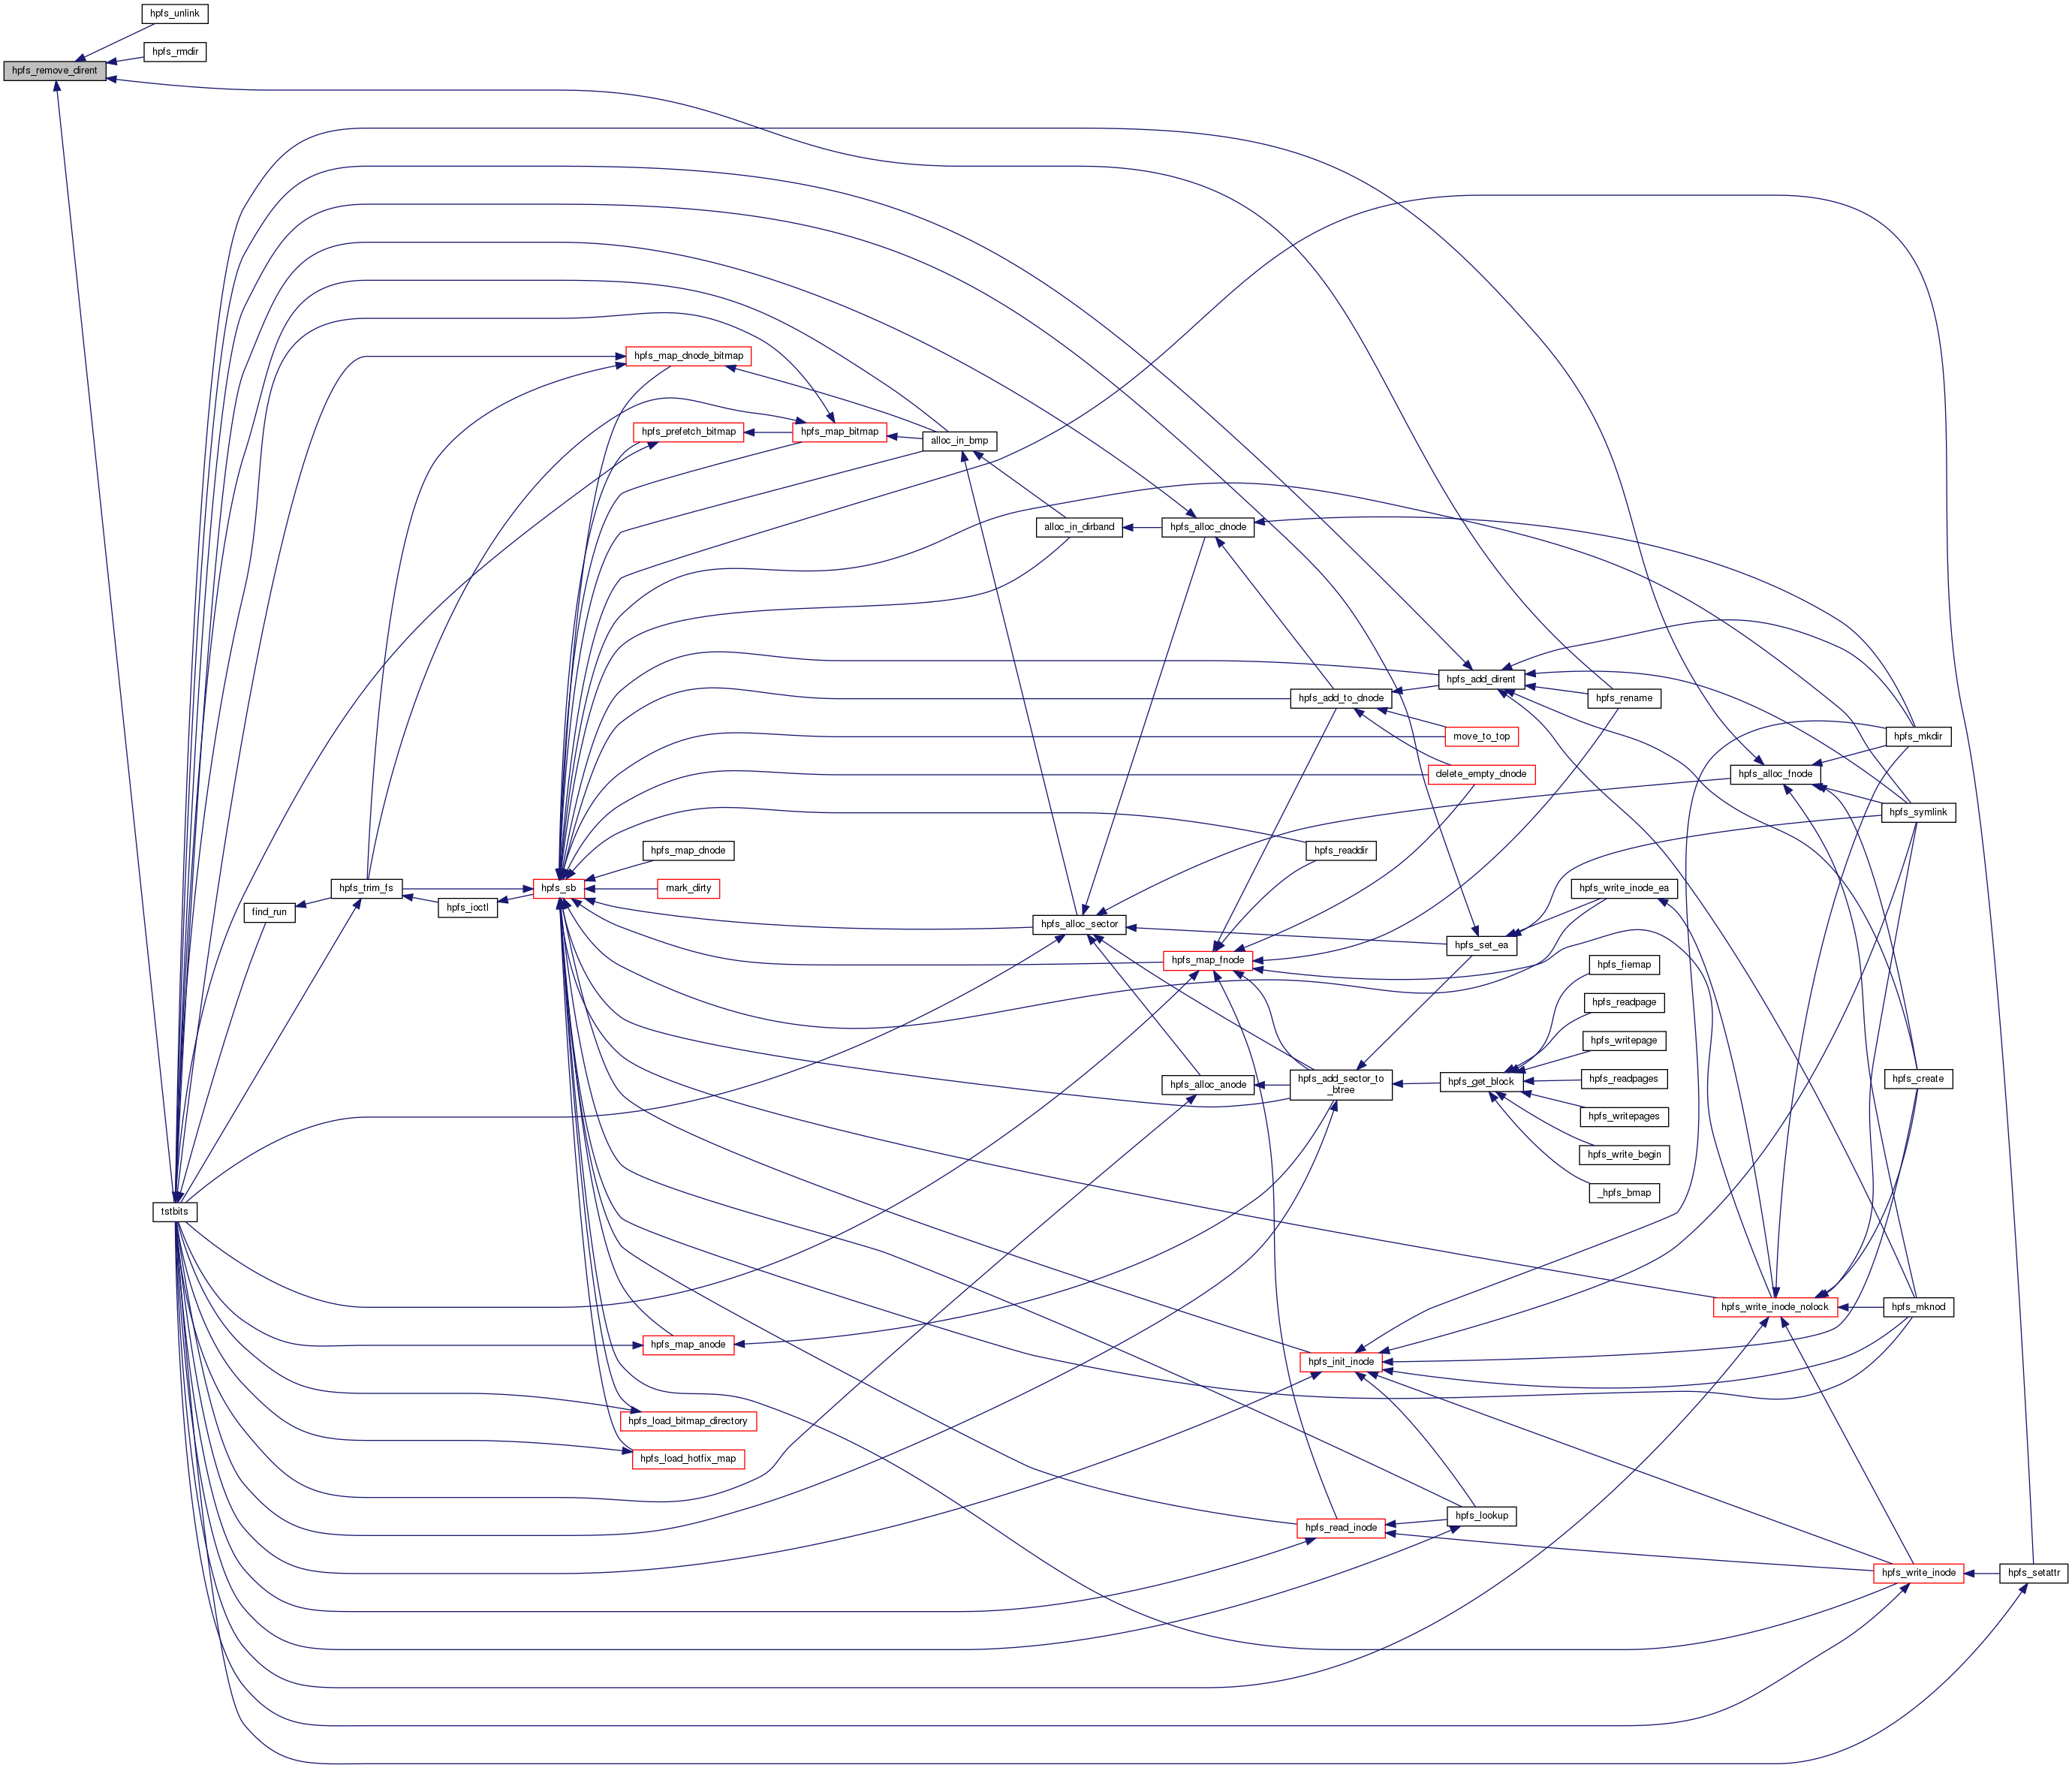 hpfs_unlink
hpfs_rmdir
hpfs_remove_dirent
hpfs_map_dnode_bitmap
hpfs_prefetch_bitmap
hpfs_map_bitmap
alloc_in_bmp
alloc_in_dirband
hpfs_alloc_dnode
hpfs_add_dirent
hpfs_add_to_dnode
hpfs_rename
move_to_top
hpfs_mkdir
delete_empty_dnode
hpfs_alloc_fnode
hpfs_symlink
hpfs_map_dnode
hpfs_readdir
hpfs_trim_fs
hpfs_sb
mark_dirty
hpfs_write_inode_ea
find_run
hpfs_ioctl
hpfs_alloc_sector
hpfs_set_ea
hpfs_map_fnode
hpfs_fiemap
hpfs_readpage
hpfs_writepage
hpfs_alloc_anode
hpfs_add_sector_to
_btree
hpfs_get_block
hpfs_readpages
hpfs_create
hpfs_writepages
hpfs_write_begin
_hpfs_bmap
tstbits
hpfs_write_inode_nolock
hpfs_mknod
hpfs_map_anode
hpfs_init_inode
hpfs_load_bitmap_directory
hpfs_load_hotfix_map
hpfs_lookup
hpfs_read_inode
hpfs_write_inode
hpfs_setattr